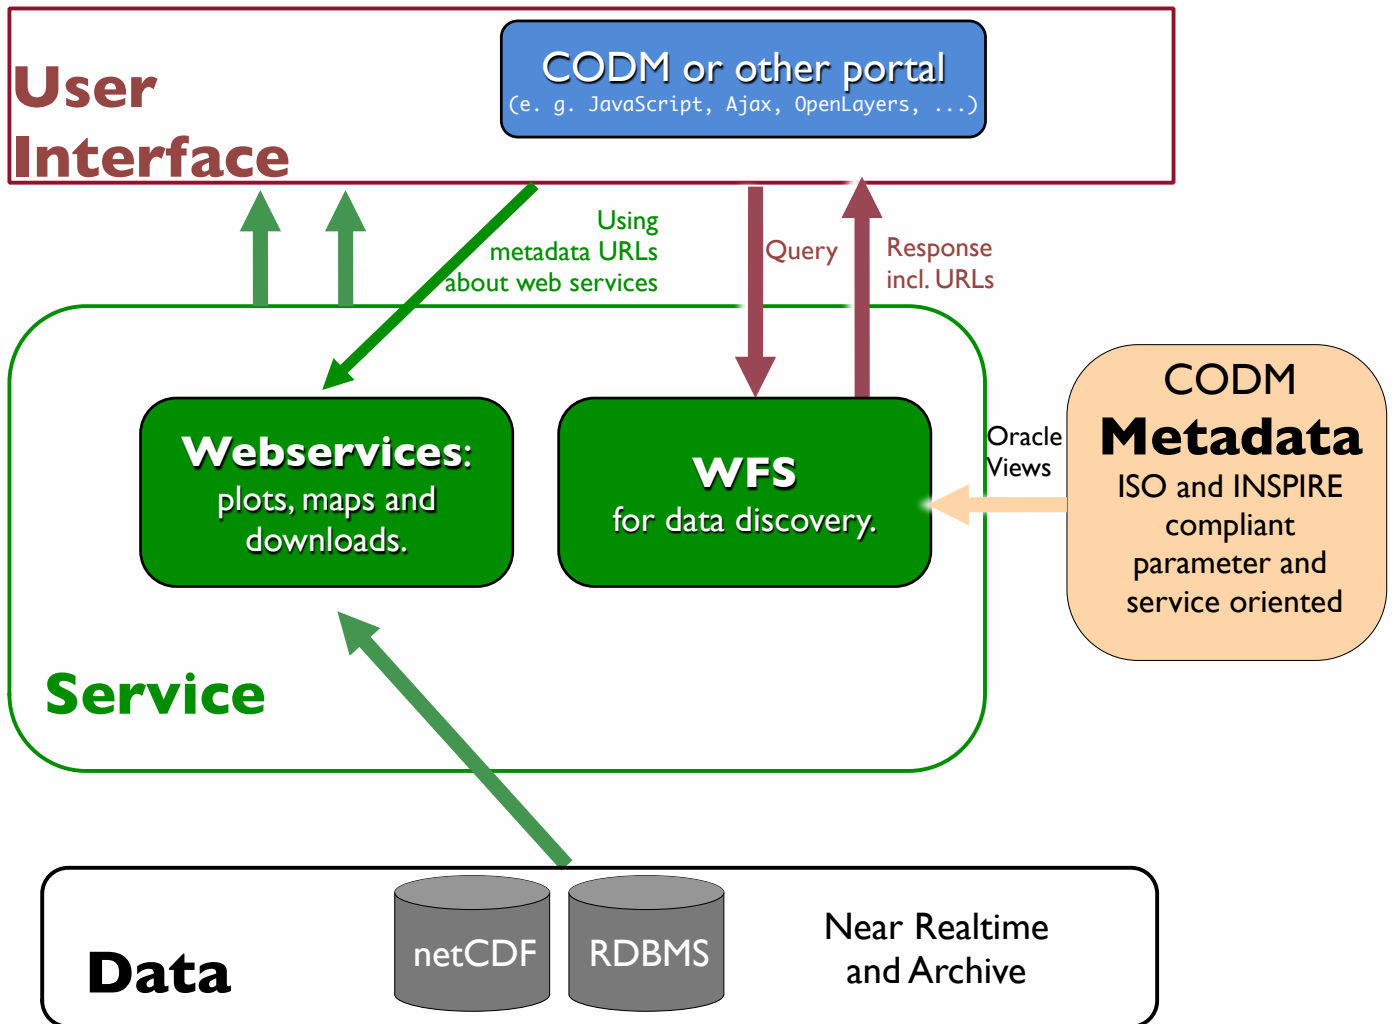 User
Interface
CODM or other portal
(e. g. JavaScript, Ajax, OpenLayers, ...)
Using
metadata URLs
about web services
Query
Response
incl. URLs
Webservices:
plots, maps and
downloads.
WFS
for data discovery.
Oracle
Views
CODM
Metadata
ISO and INSPIRE
compliant
parameter and
service oriented
Service
Data
netCDF
RDBMS
Near Realtime
and Archive